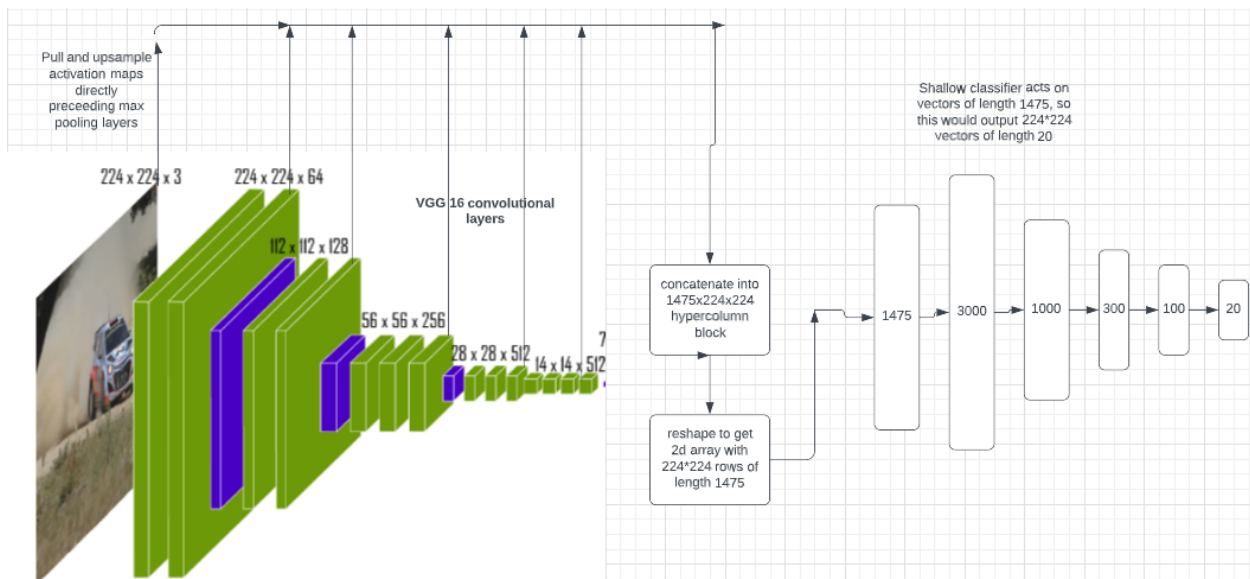 Pull and upsample
activation maps
directly
preceeding max
pooling layers
Shallow classifier acts on
vectors of length 1475, so
this would output 224*224
vectors of length 20
224 x 224 x 3
224 x 224 x 64
VGG 16 convolutional
layers
112 x 112 x 128
56 x 56 x 256
28 x 28 x 512
14 x 14 x 512
7
concatenate into
1475x224x224
hypercolumn
block
reshape to get
2d array with
224*224 rows of
length 1475
1475
3000
1000
300
100
20